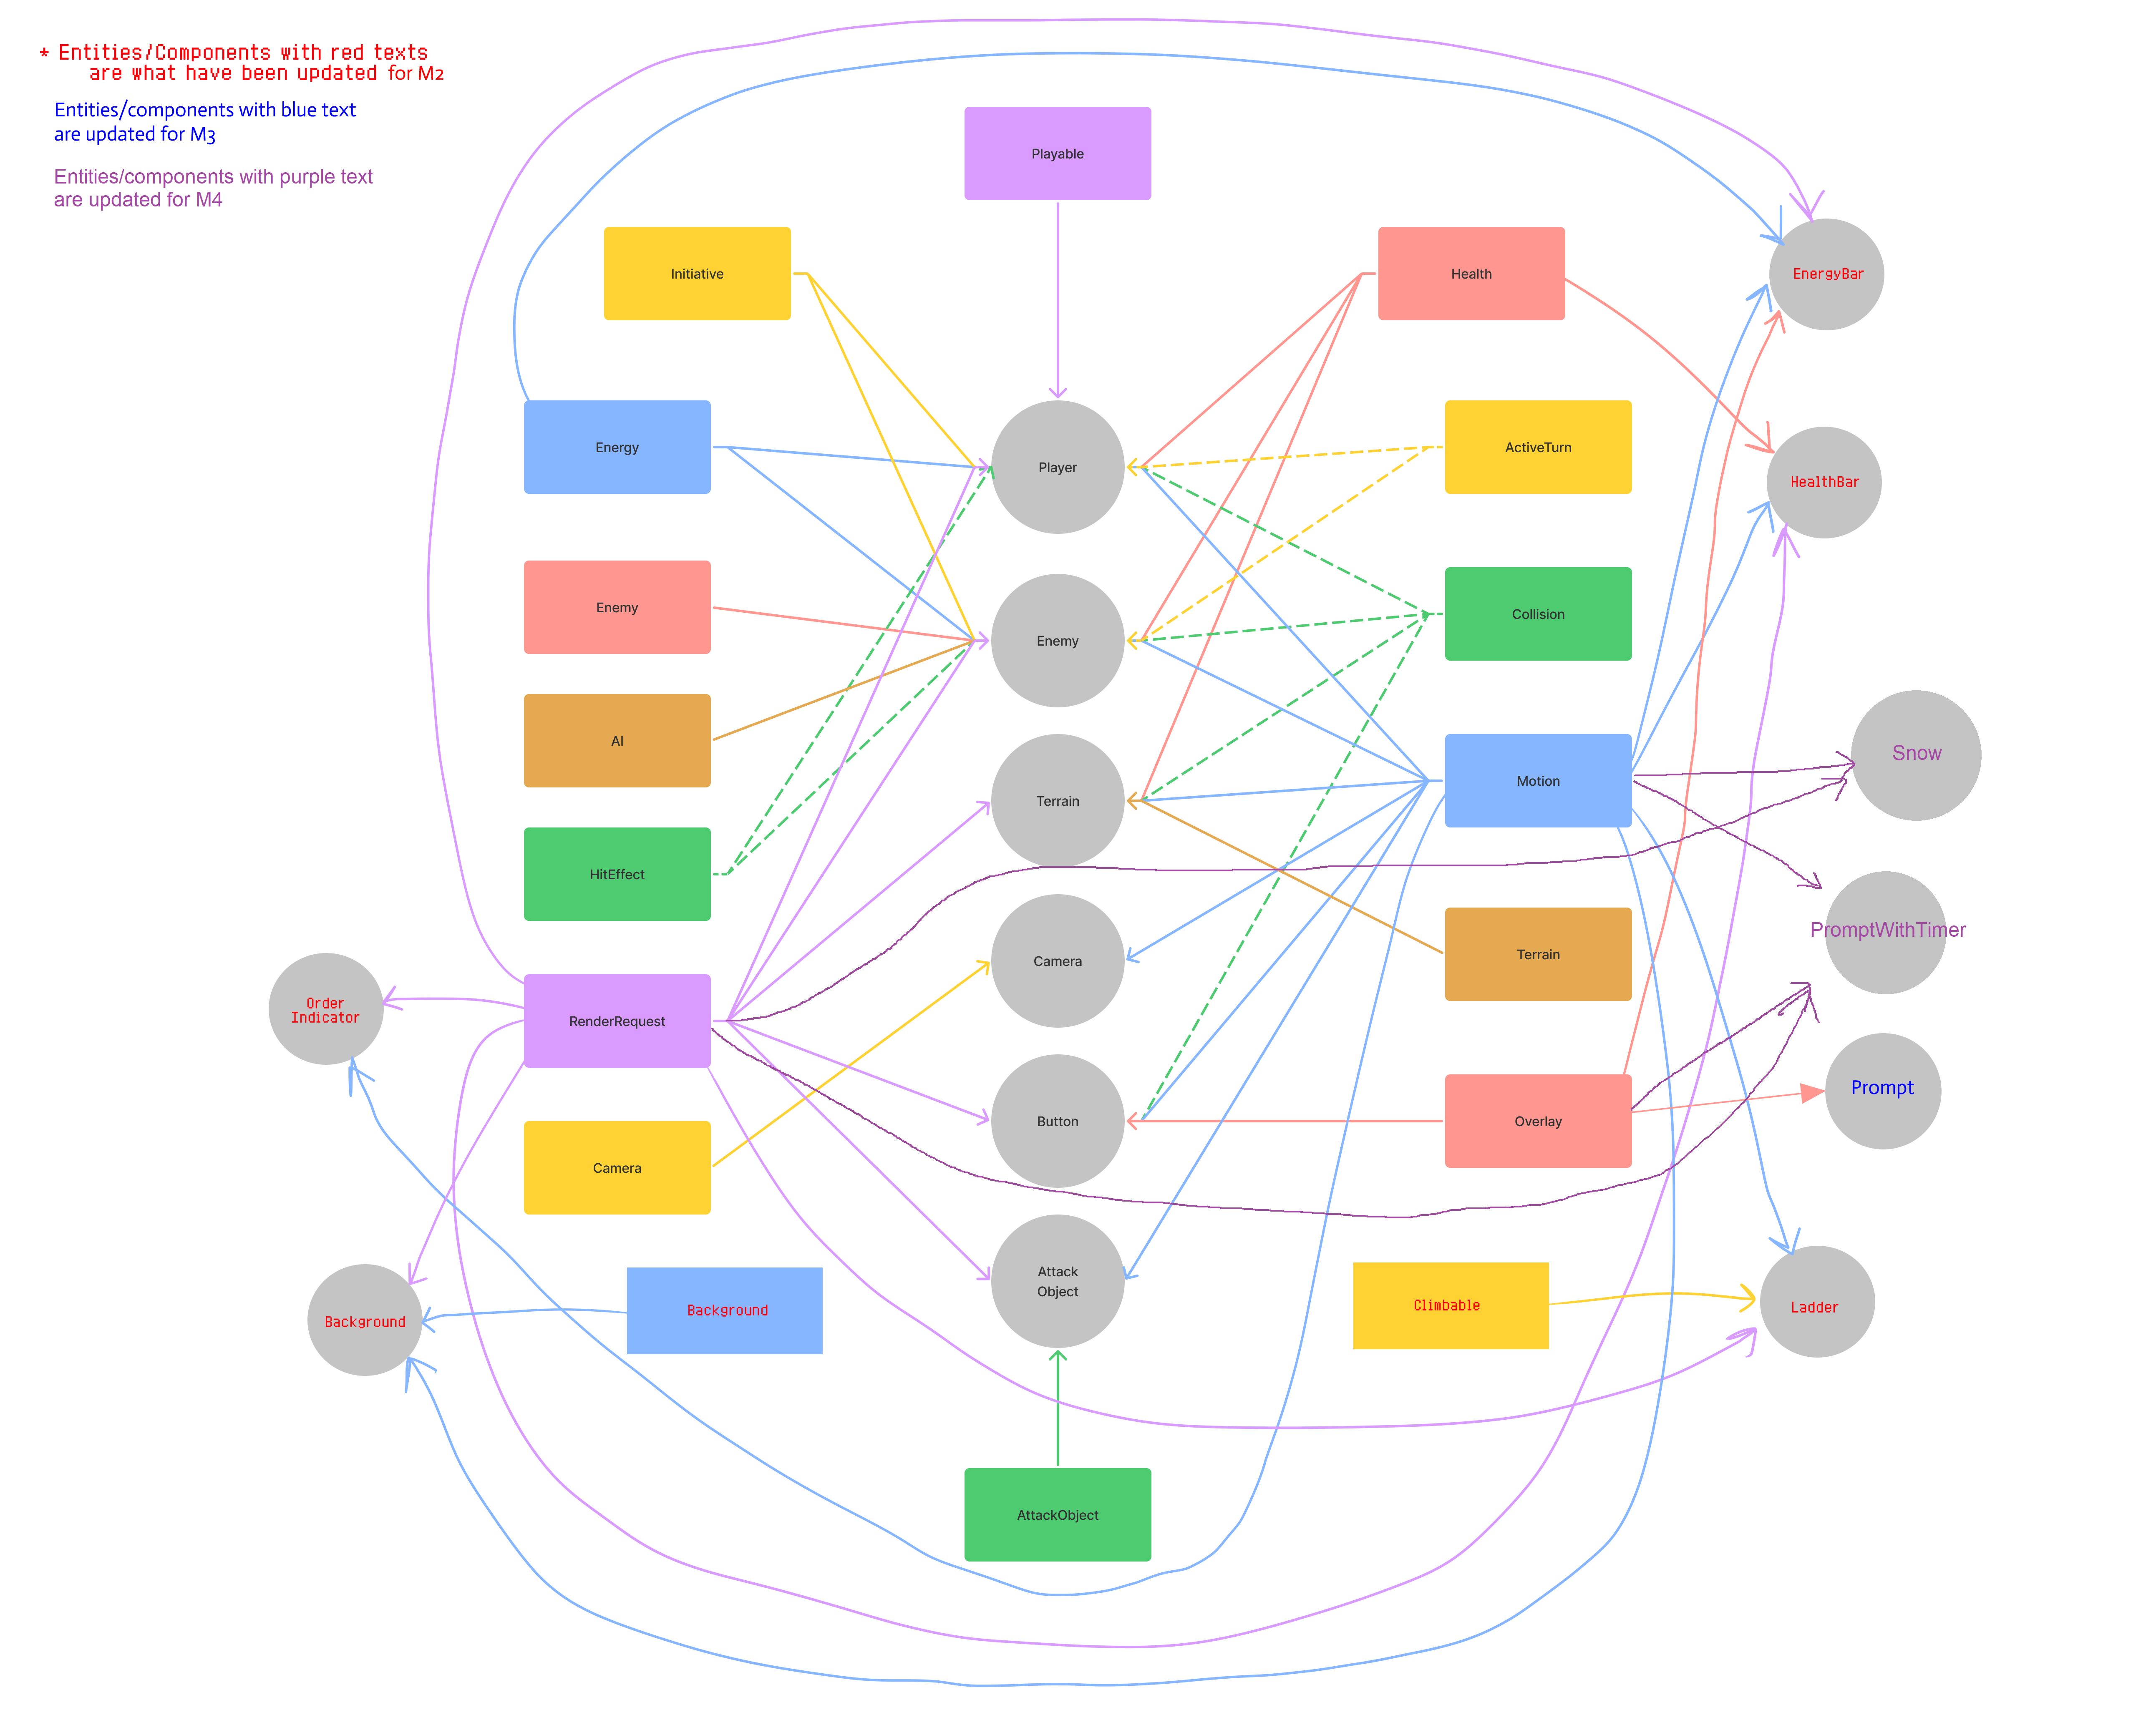 * Entities/Components with red texts
are what have been updated for M2
Entities/components with blue text
are updated for M3
Entities/components with purple text
are updated for M4
Playable
Initiative
Health
EnergyBar
Energy
Player
ActiveTurn
HealthBar
Enemy
Enemy
Collision
AI
Terrain
Motion
Snow
HitEffect
Camera
Terrain
PromptWithTimer
Order
Indicator
RenderRequest
Button
Overlay
Prompt
Camera
Attack
Object
Background
Background
Climbable
Ladder
AttackObject